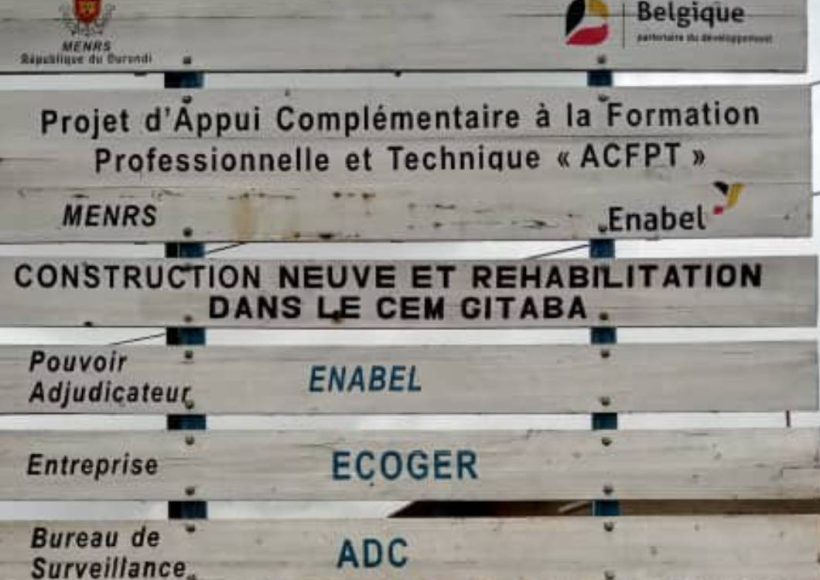 MENRS
République du Burundi
Belgique
partenaire du développement
Projet d'Appui Complémentaire à la Formation
Professionnelle et Technique « ACFPT »
MENRS
Enabel
CONSTRUCTION NEUVE ET REHABILITATION
DANS LE CEM GITABA
Pouvoir
Adjudicateur
ENABEL
Entreprise
ECOGER
Bureau de
Surveillance
ADC